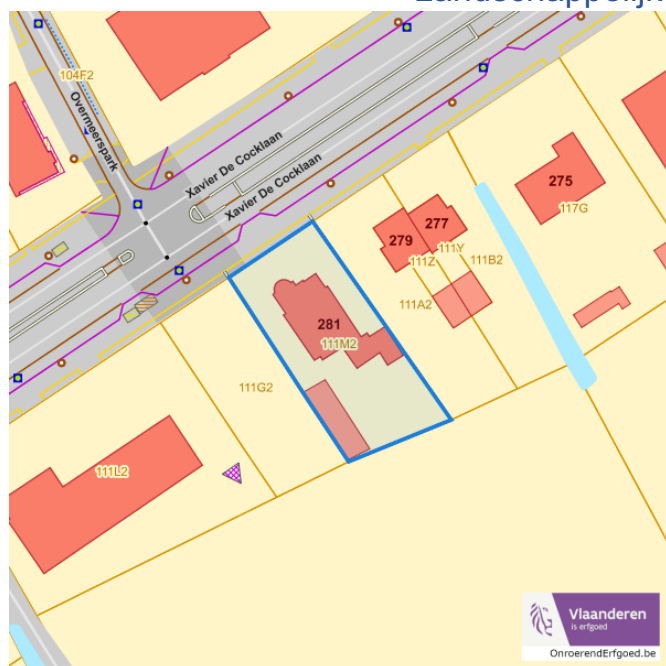 104F2
Overmeerspark
Xavier De Cocklaan
Xavier De Cocklaan
275
117G
277
279
111Y
111Z
111B2
111A2
281
111M2
111G2
111L2
Vlaanderen
is erfgoed
OnroerendErfgoed.be